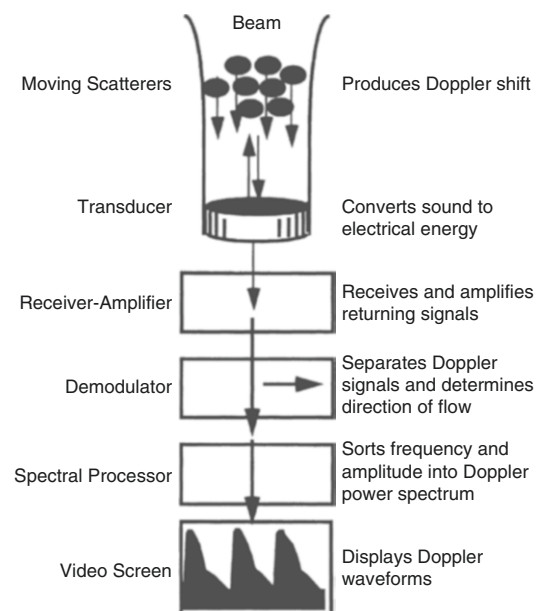 Beam
Moving Scatterers
Produces Doppler shift
Transducer
Converts sound to
electrical energy
Receiver-Amplifier
Receives and amplifies
returning signals
Demodulator
Separates Doppler
signals and determines
direction of flow
Spectral Processor
Sorts frequency and
amplitude into Doppler
power spectrum
Video Screen
Displays Doppler
waveforms